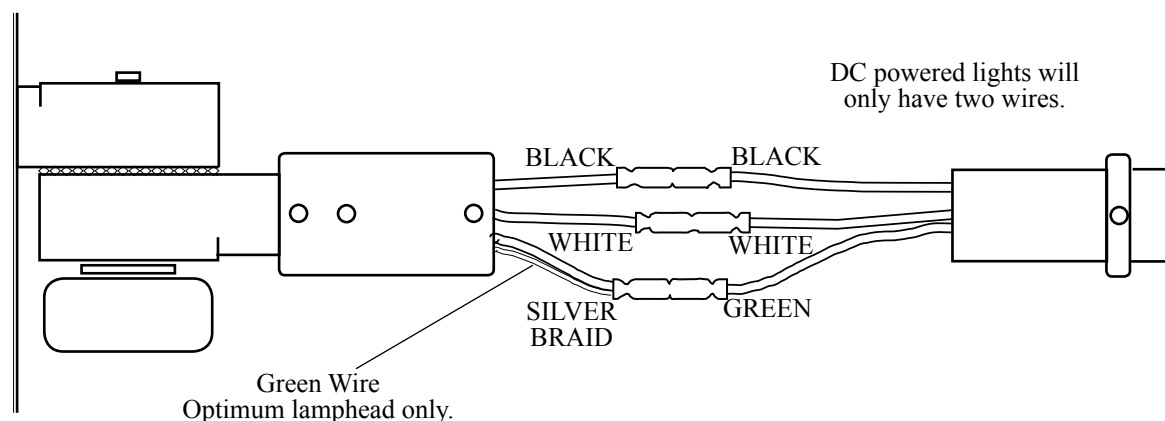 DC powered lights will
only have two wires.
BLACK
BLACK
WHITE
WHITE
SILVER
BRAID
GREEN
Green Wire
Optimum lamphead only.